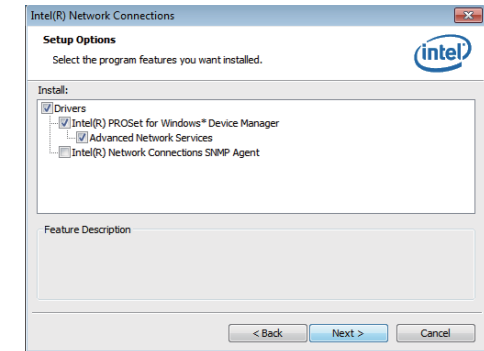 Intel(R) Network Connections
Setup Options
Select the program features you want installed.
intel
Install:
Drivers
Intel(R) PROSet for Windows* Device Manager
Advanced Network Services
Intel(R) Network Connections SNMP Agent
Feature Description
< Back Next > Cancel